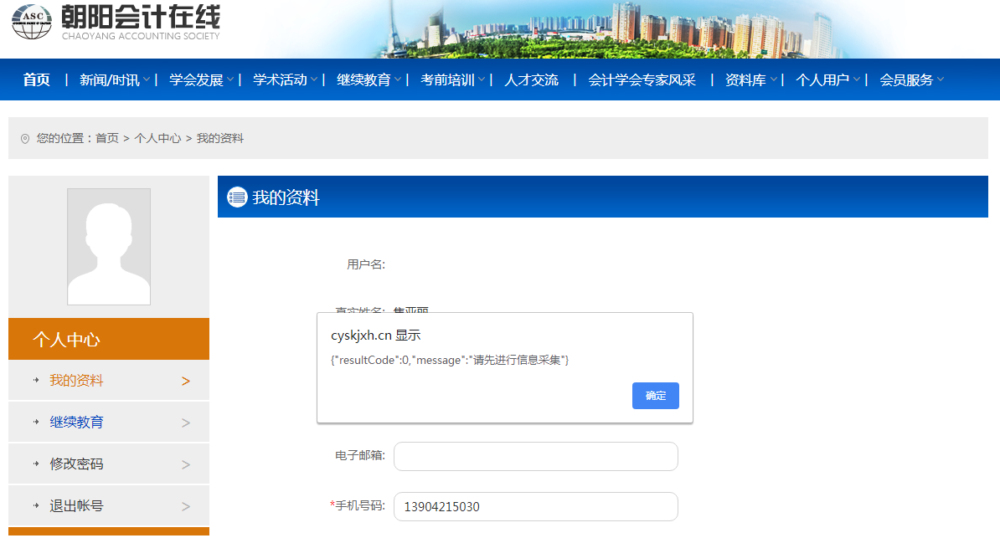 ASC
朝阳会计在线
CHAOYANG ACCOUNTING SOCIETY
首页 | 新闻/时讯 | 学会发展 | 学术活动 | 继续教育 | 考前培训 | 人才交流 | 会计学会专家风采 | 资料库 | 个人用户 | 会员服务
您的位置：首页 > 个人中心 > 我的资料
我的资料
用户名:
真实姓名:
cyskjxh.cn 显示
{"resultCode":0,"message":"请先进行信息采集"}
确定
个人中心
我的资料 >
继续教育 >
修改密码 >
退出帐号 >
电子邮箱:
*手机号码: 13904215030